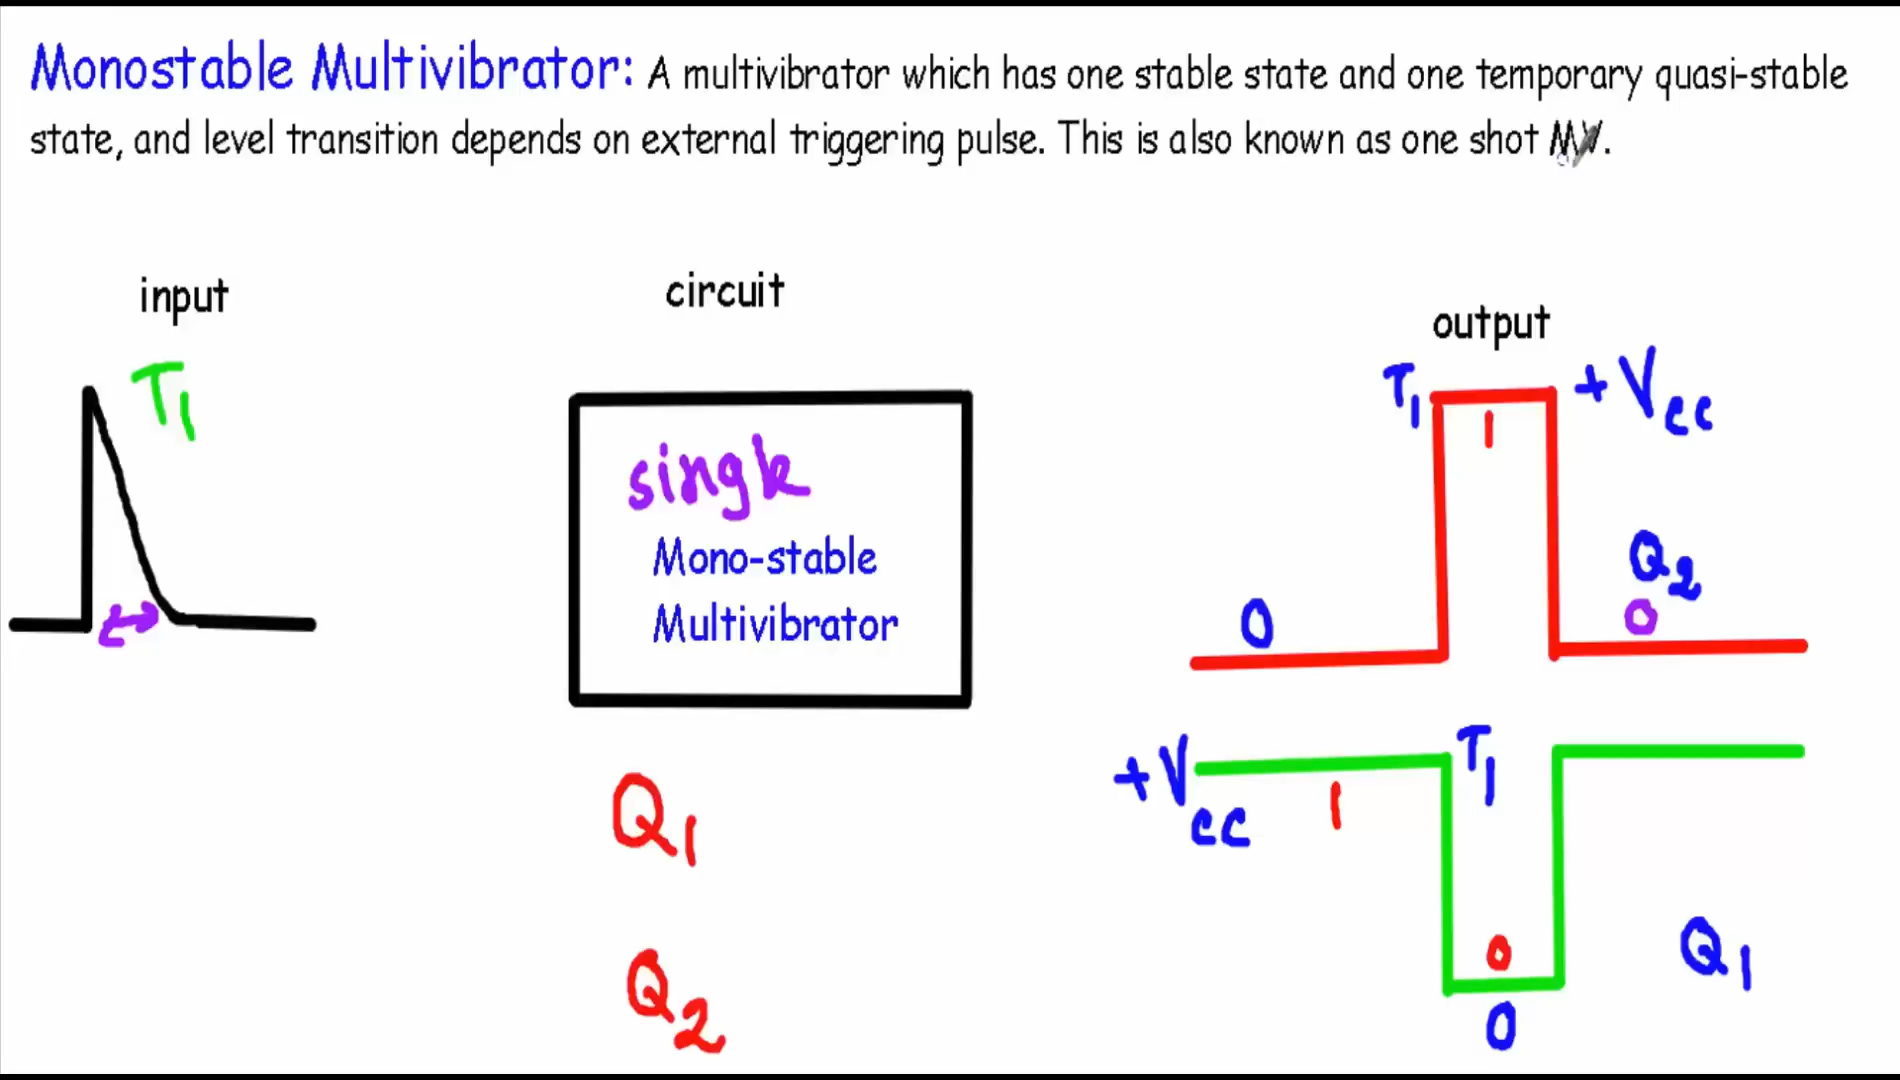 Monostable Multivibrator: A multivibrator which has one stable state and one temporary quasi-stable
state, and level transition depends on external triggering pulse. This is also known as one shot MV.
input
circuit
output
T1
T1
+Vcc
1
single
Mono-stable
Multivibrator
0
Q2
0
+Vcc
1
T1
Q1
Q1
0
0
Q2